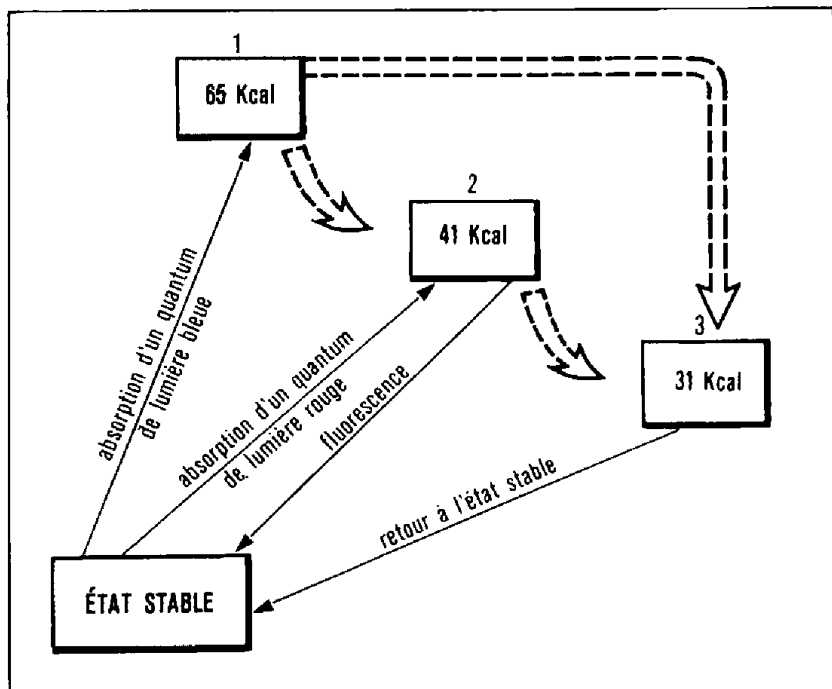 1
65 Kcal
2
41 Kcal
3
31 Kcal
absorption d'un quantum
de lumière bleue
absorption d'un quantum
de lumière rouge
fluorescence
retour à l'état stable
ÉTAT STABLE